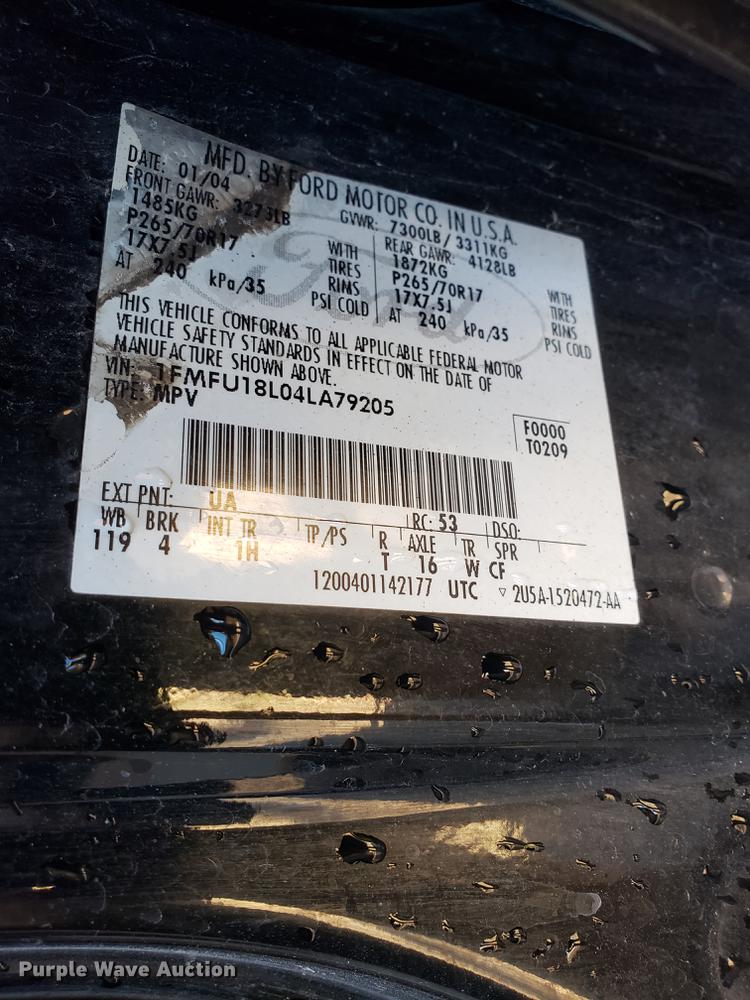 MFD. BY FORD MOTOR CO. IN U.S.A.
DATE: 01/04 GVWR: 7300LB / 3311KG
FRONT GAWR: 3273LB REAR GAWR: 4128LB
1485KG WITH 1872KG WITH
P265/70R17 TIRES P265/70R17 TIRES
17X7.5J RIMS 17X7.5J RIMS
AT 240 kPa/35 PSI COLD AT 240 kPa/35 PSI COLD
Ford
THIS VEHICLE CONFORMS TO ALL APPLICABLE FEDERAL MOTOR
VEHICLE SAFETY STANDARDS IN EFFECT ON THE DATE OF
MANUFACTURE SHOWN ABOVE.
VIN: 1FMFU18L04LA79205
TYPE: MPV
F0000
T0209
EXT PNT: UA RC: 53 DSO:
WB BRK INT TR TP/PS R AXLE TR SPR
119 4 1H T 16 W CF
1200401142177 UTC ▽ 2U5A-1520472-AA
Purple Wave Auction